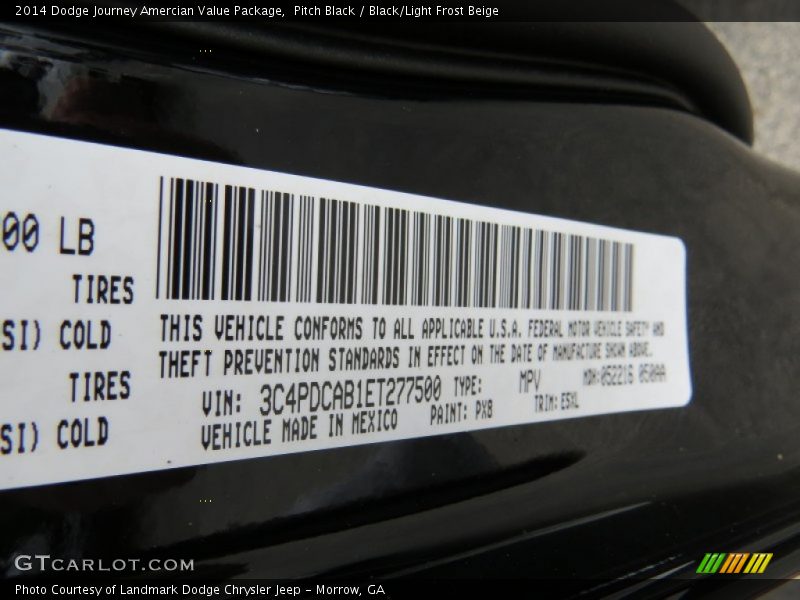 2014 Dodge Journey Amercian Value Package,  Pitch Black / Black/Light Frost Beige
00 LB
TIRES
SI) COLD
TIRES
SI) COLD
THIS VEHICLE CONFORMS TO ALL APPLICABLE U.S.A. FEDERAL MOTOR VEHICLE SAFETY AND
THEFT PREVENTION STANDARDS IN EFFECT ON THE DATE OF MANUFACTURE SHOWN ABOVE.
VIN: 3C4PDCAB1ET277500 TYPE: MPV MDH:052216 050AA
VEHICLE MADE IN MEXICO PAINT: PX8 TRIM: E5XL
GTCARLOT.COM
Photo Courtesy of Landmark Dodge Chrysler Jeep - Morrow, GA